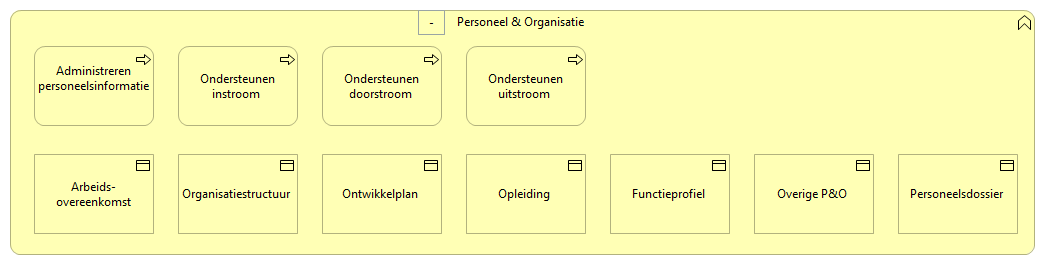 - Personeel & Organisatie
Administreren
personeelsinformatie
Ondersteunen
instroom
Ondersteunen
doorstroom
Ondersteunen
uitstroom
Arbeids-
overeenkomst
Organisatiestructuur
Ontwikkelplan
Opleiding
Functieprofiel
Overige P&O
Personeelsdossier